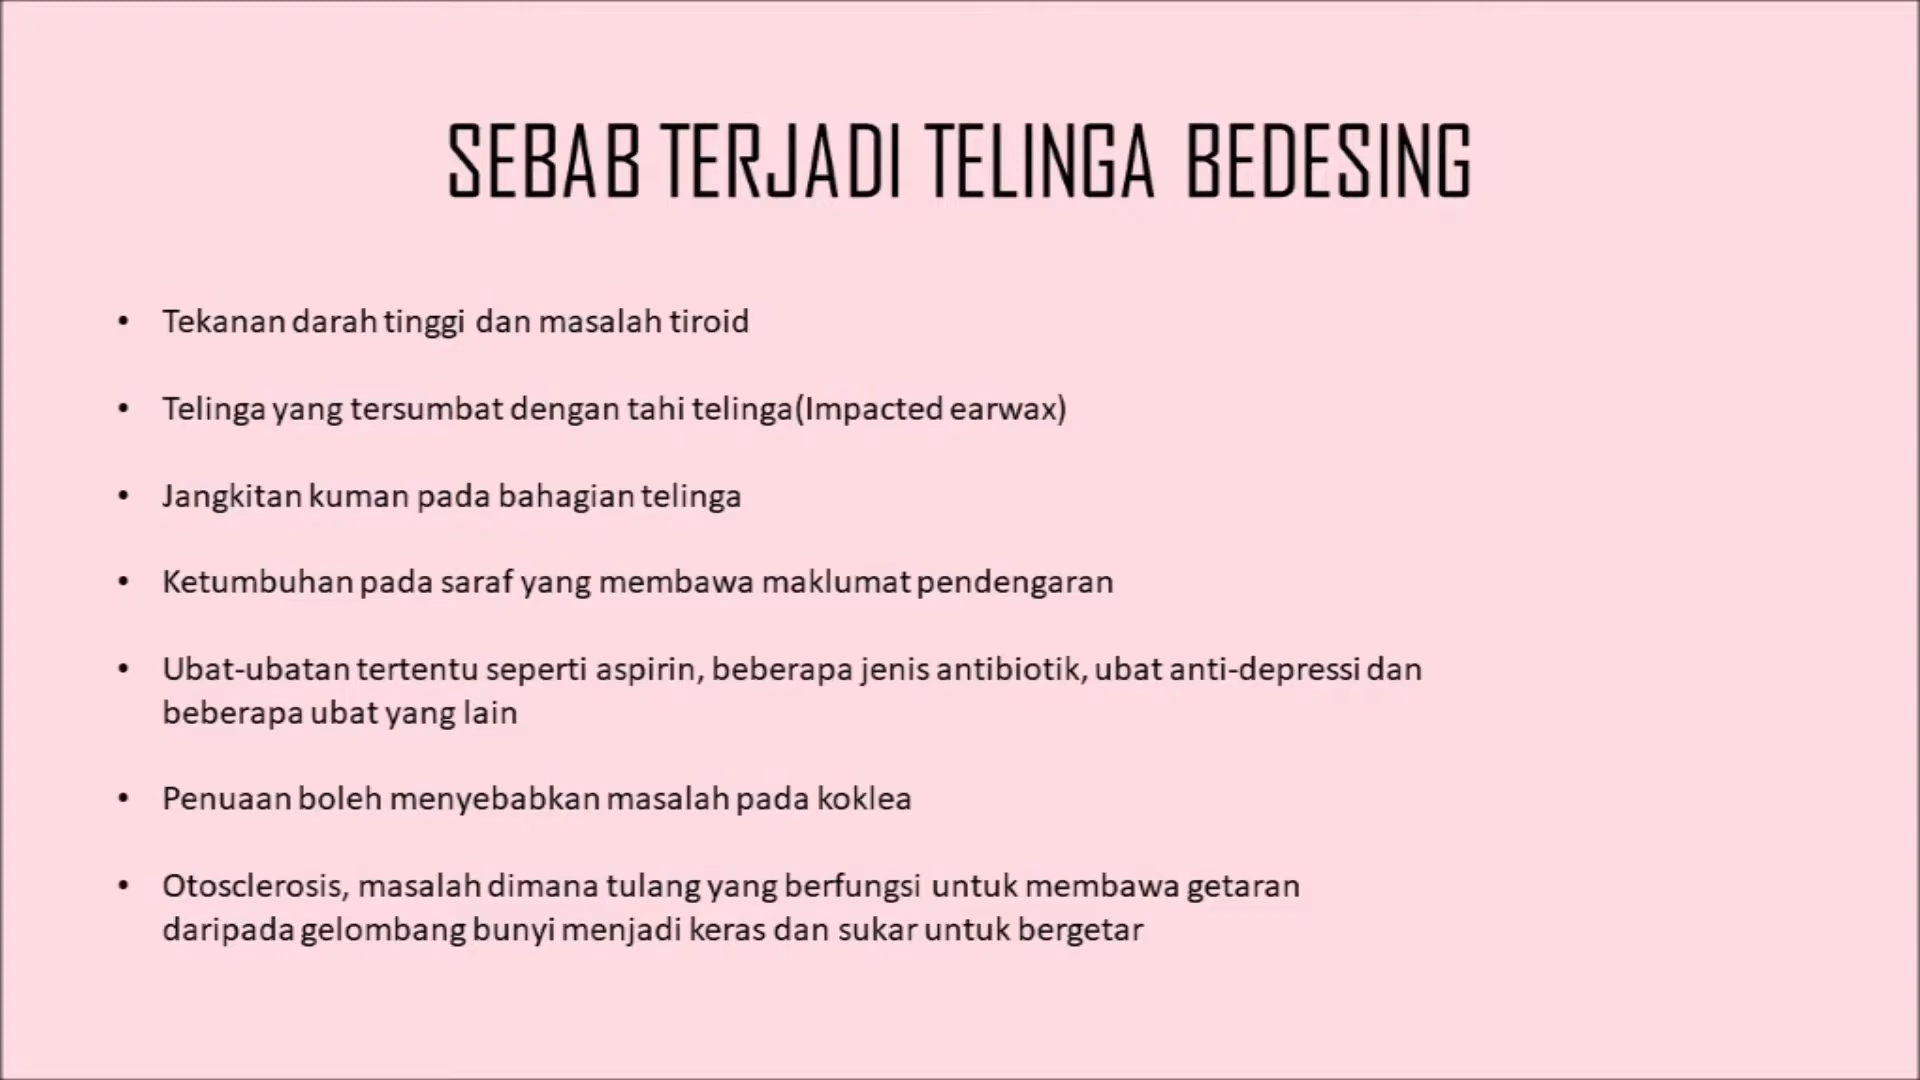 SEBAB TERJADI TELINGA BEDESING
• Tekanan darah tinggi dan masalah tiroid
• Telinga yang tersumbat dengan tahi telinga(Impacted earwax)
• Jangkitan kuman pada bahagian telinga
• Ketumbuhan pada saraf yang membawa maklumat pendengaran
• Ubat-ubatan tertentu seperti aspirin, beberapa jenis antibiotik, ubat anti-depressi dan
beberapa ubat yang lain
• Penuaan boleh menyebabkan masalah pada koklea
• Otosclerosis, masalah dimana tulang yang berfungsi untuk membawa getaran
daripada gelombang bunyi menjadi keras dan sukar untuk bergetar